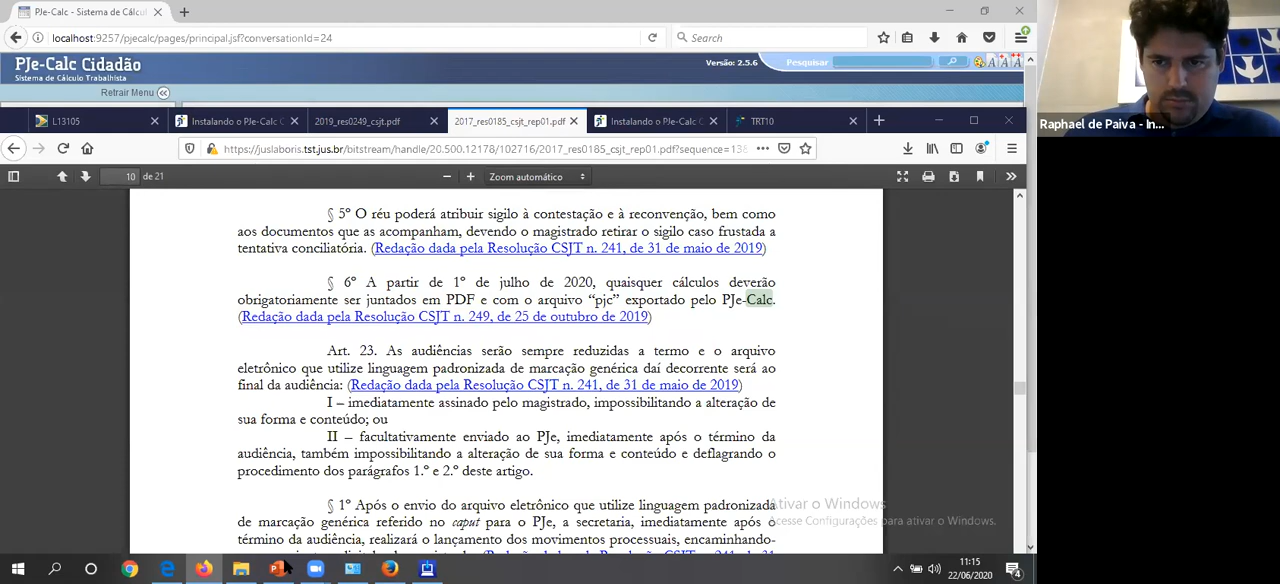 PJe-Calc - Sistema de Cálcul
localhost:9257/pjecalc/pages/principal.jsf?conversationId=24
Search
PJe-Calc Cidadão
Sistema de Cálculo Trabalhista
Versão: 2.5.6
Pesquisar
Retrair Menu
L13105
Instalando o PJe-Calc C
2019_res0249_csjt.pdf
2017_res0185_csjt_rep01.pdf
Instalando o PJe-Calc C
TRT10
https://juslaboris.tst.jus.br/bitstream/handle/20.500.12178/102716/2017_res0185_csjt_rep01.pdf?sequence=
10 de 21
Zoom automático
§ 5º O réu poderá atribuir sigilo à contestação e à reconvenção, bem como
aos documentos que as acompanham, devendo o magistrado retirar o sigilo caso frustada a
tentativa conciliatória. (Redação dada pela Resolução CSJT n. 241, de 31 de maio de 2019)
§ 6º A partir de 1º de julho de 2020, quaisquer cálculos deverão
obrigatoriamente ser juntados em PDF e com o arquivo “pjc” exportado pelo PJe-Calc.
(Redação dada pela Resolução CSJT n. 249, de 25 de outubro de 2019)
Art. 23. As audiências serão sempre reduzidas a termo e o arquivo
eletrônico que utilize linguagem padronizada de marcação genérica daí decorrente será ao
final da audiência: (Redação dada pela Resolução CSJT n. 241, de 31 de maio de 2019)
I – imediatamente assinado pelo magistrado, impossibilitando a alteração de
sua forma e conteúdo; ou
II – facultativamente enviado ao PJe, imediatamente após o término da
audiência, também impossibilitando a alteração de sua forma e conteúdo e deflagrando o
procedimento dos parágrafos 1.º e 2.º deste artigo.
§ 1º Após o envio do arquivo eletrônico que utilize linguagem padronizada
de marcação genérica referido no caput para o PJe, a secretaria, imediatamente após o
término da audiência, realizará o lançamento dos movimentos processuais, encaminhando-
Ativar o Windows
Acesse Configurações para ativar o Windows.
Raphael de Paiva - In...
11:15
22/06/2020
4